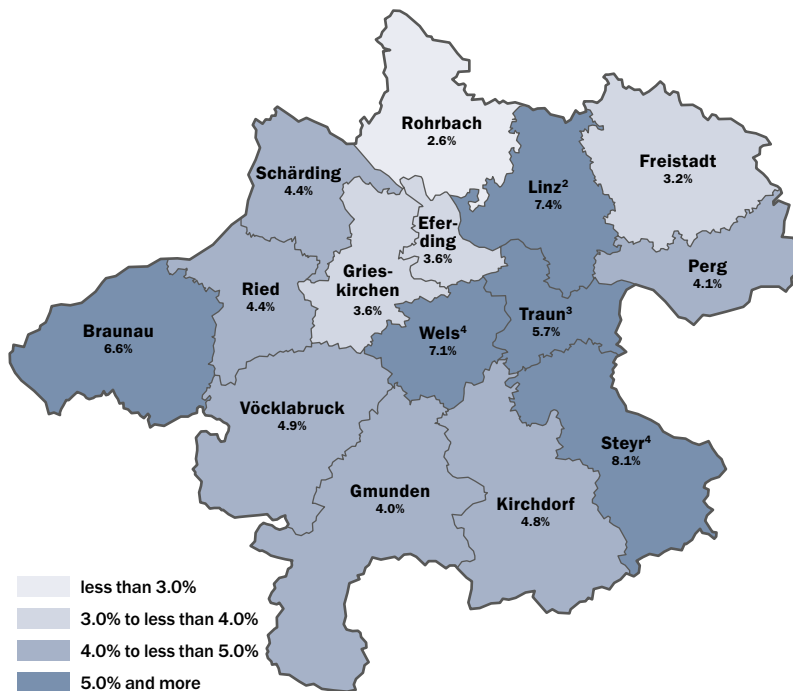 Rohrbach
2.6%
Freistadt
3.2%
Schärding
4.4%
Linz²
7.4%
Efer-
ding
3.6%
Perg
4.1%
Gries-
kirchen
3.6%
Ried
4.4%
Traun³
5.7%
Braunau
6.6%
Wels⁴
7.1%
Vöcklabruck
4.9%
Steyr⁴
8.1%
Gmunden
4.0%
Kirchdorf
4.8%
less than 3.0%
3.0% to less than 4.0%
4.0% to less than 5.0%
5.0% and more